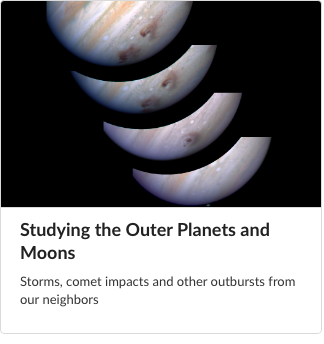 Studying the Outer Planets and
Moons
Storms, comet impacts and other outbursts from
our neighbors